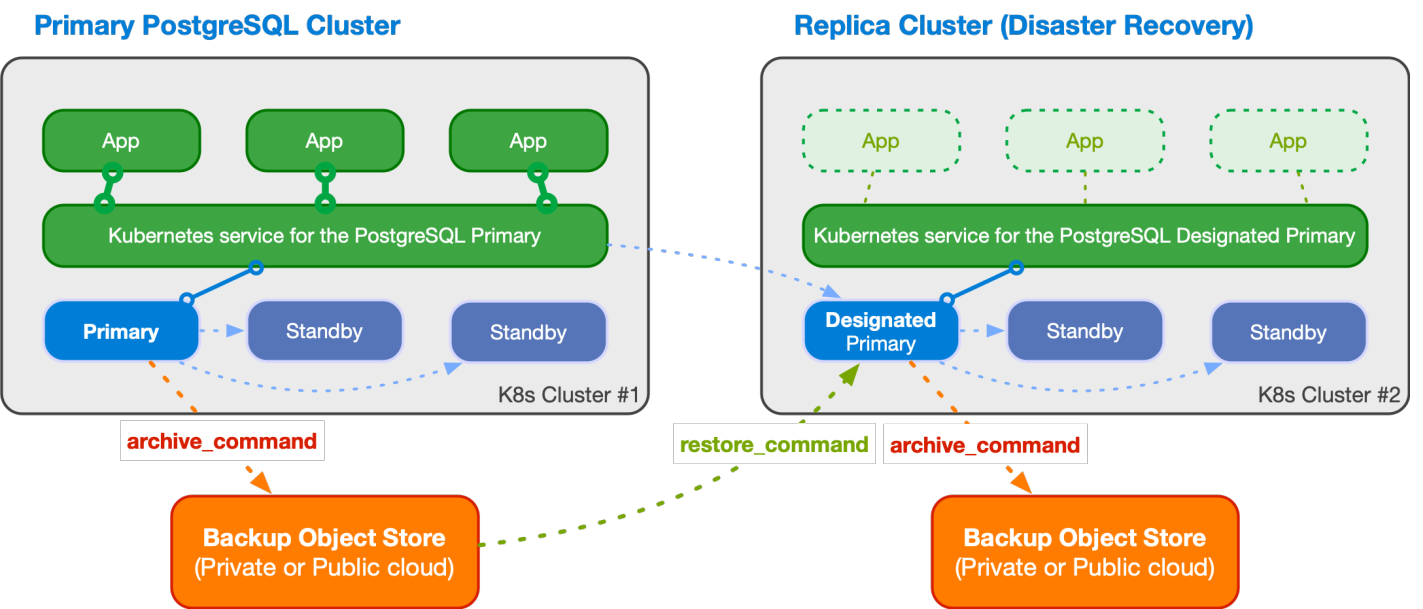 Primary PostgreSQL Cluster
Replica Cluster (Disaster Recovery)
App
App
App
Kubernetes service for the PostgreSQL Primary
Primary
Standby
Standby
K8s Cluster #1
App
App
App
Kubernetes service for the PostgreSQL Designated Primary
Designated
Primary
Standby
Standby
K8s Cluster #2
archive_command
restore_command
archive_command
Backup Object Store
(Private or Public cloud)
Backup Object Store
(Private or Public cloud)